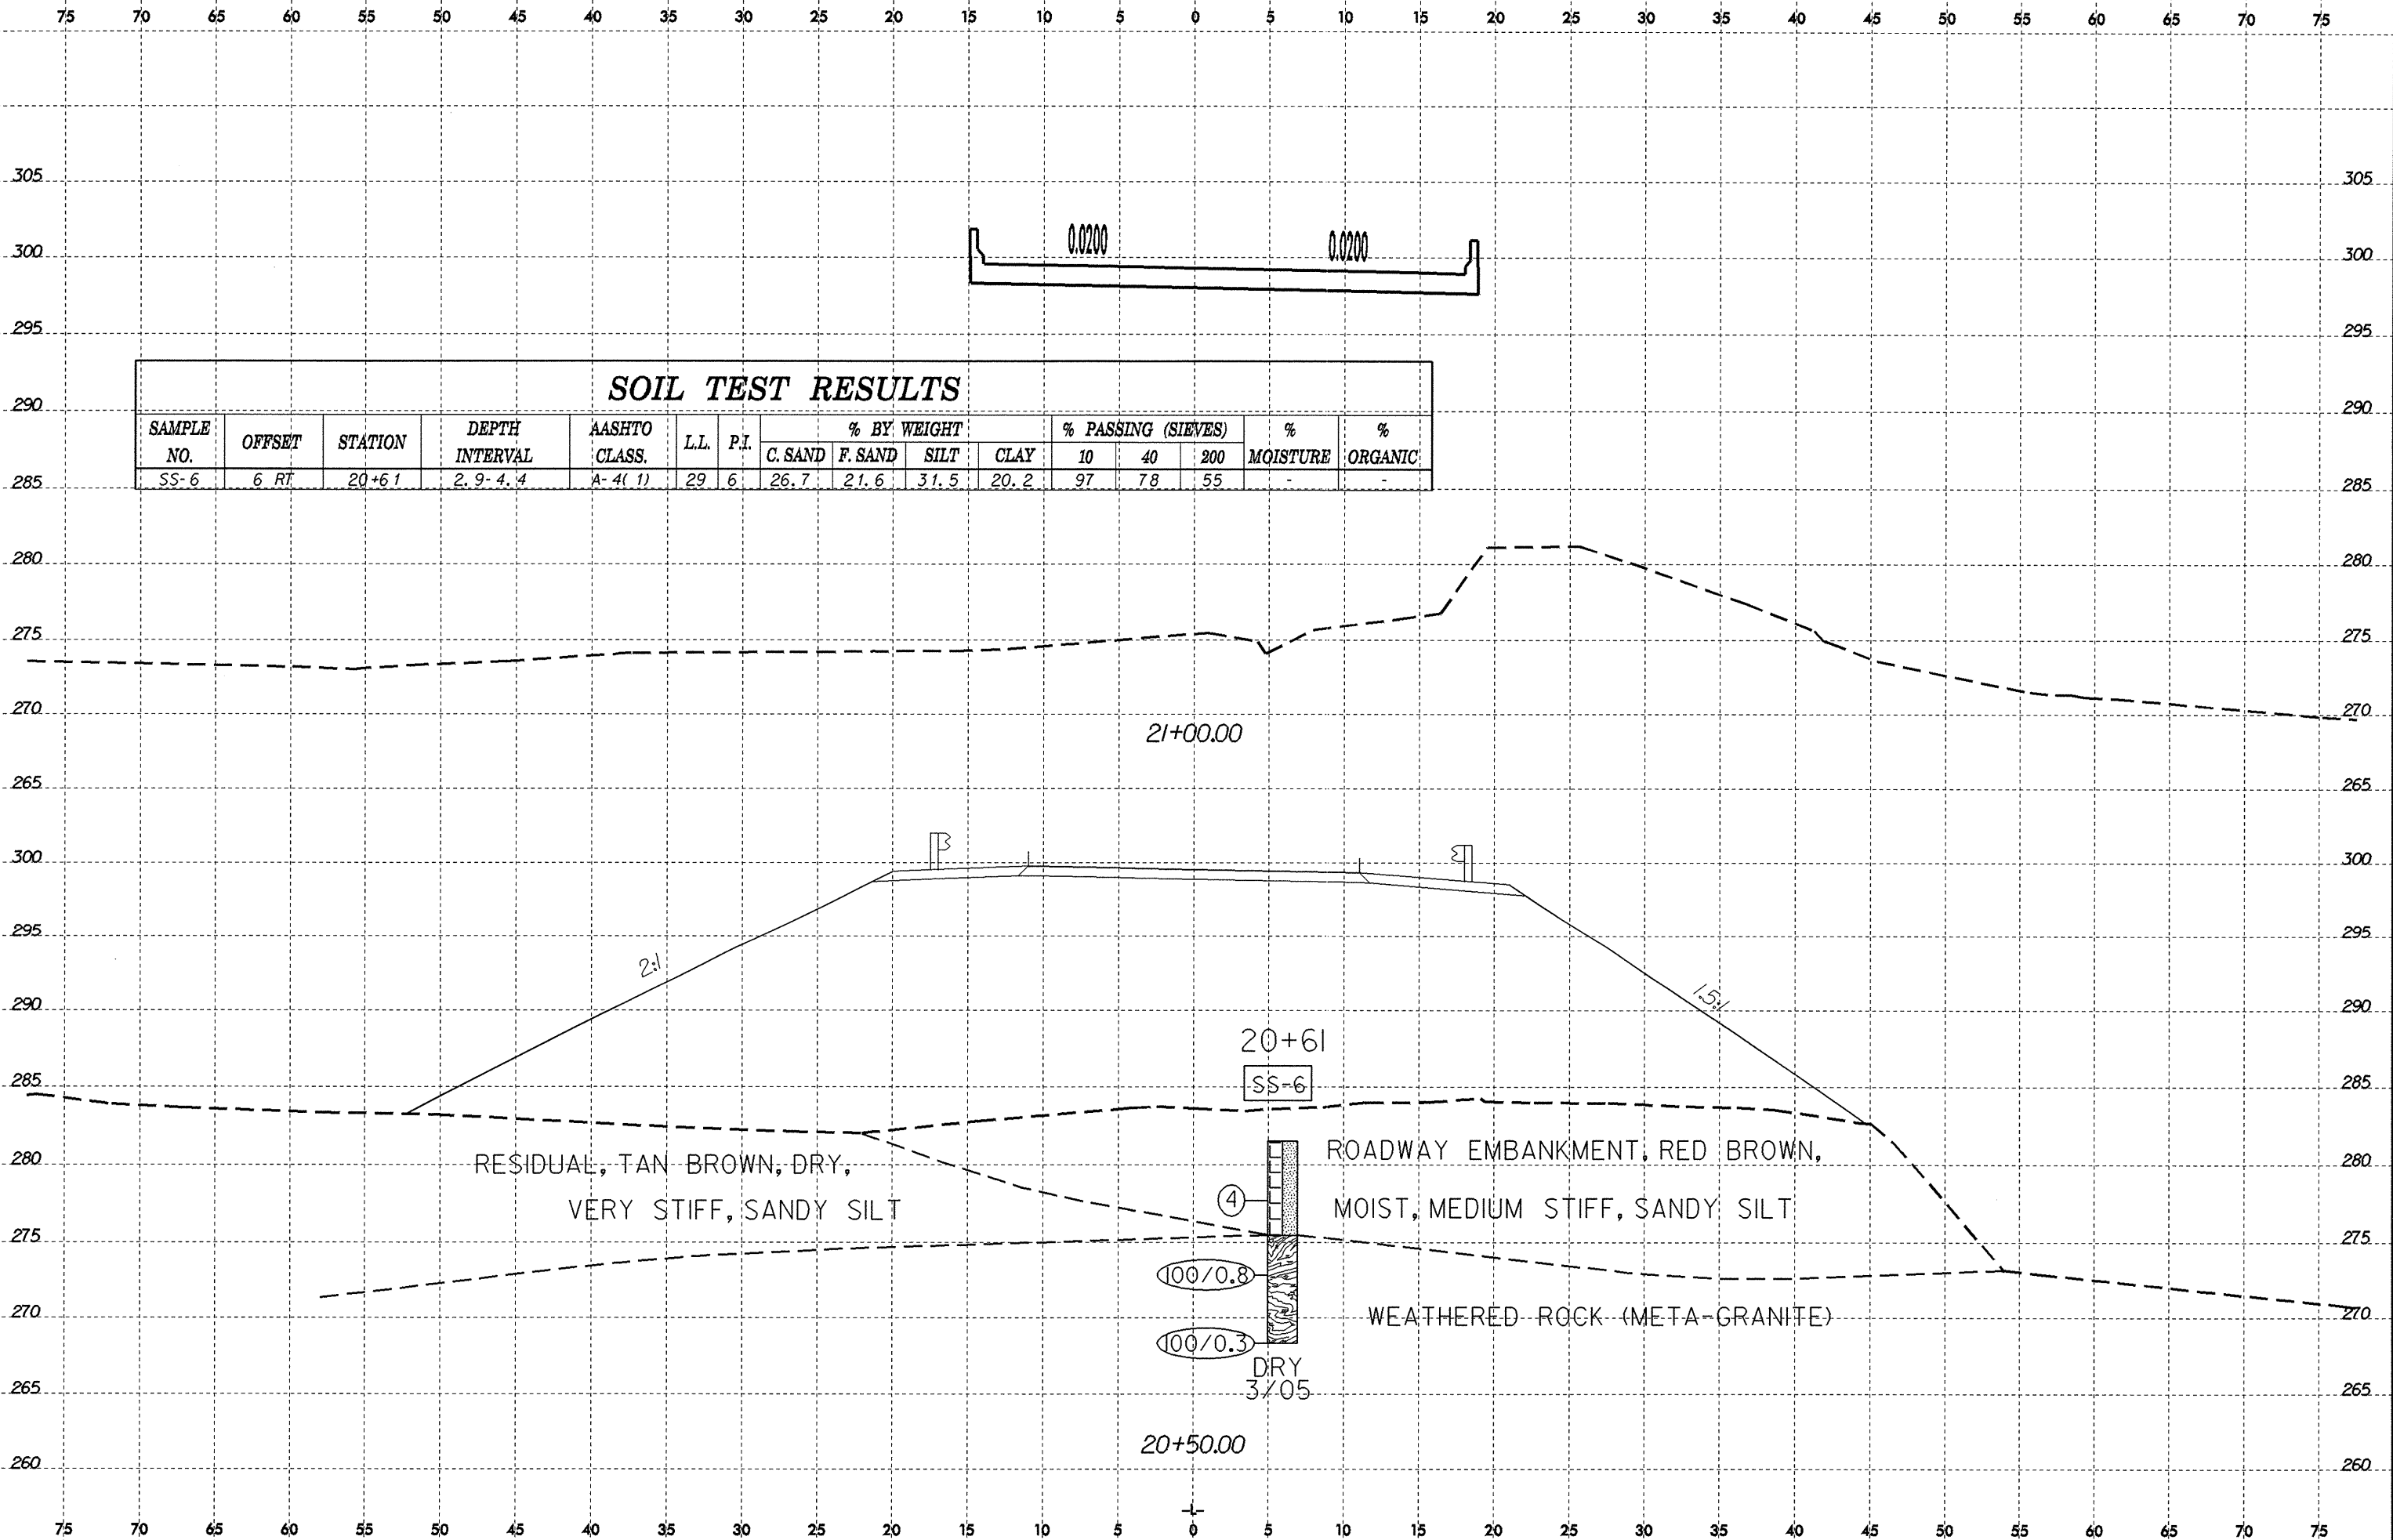 75 70 65 60 55 50 45 40 35 30 25 20 15 10 5 0 5 10 15 20 25 30 35 40 45 50 55 60 65 70 75
305 305
0.0200 0.0200
300 300
295 295
SOIL TEST RESULTS
290 290
SAMPLE NO. OFFSET STATION DEPTH INTERVAL AASHTO CLASS. L.L. P.I. % BY WEIGHT % PASSING (SIEVES) % MOISTURE % ORGANIC
C. SAND F. SAND SILT CLAY 10 40 200
SS-6 6 RT 20+61 2.9-4.4 A-4(1) 29 6 26.7 21.6 31.5 20.2 97 78 55 - -
285 285
280 280
275 275
270 270
21+00.00
265 265
300 300
295 295
2:1
290 1.5:1 290
20+61
285 SS-6 285
280 RESIDUAL, TAN BROWN, DRY, ROADWAY EMBANKMENT, RED BROWN, 280
VERY STIFF, SANDY SILT 4 MOIST, MEDIUM STIFF, SANDY SILT
275 275
100/0.8
270 WEATHERED ROCK (META-GRANITE) 270
100/0.3
DRY
265 3/05 265
20+50.00
260 260
75 70 65 60 55 50 45 40 35 30 25 20 15 10 5 0 5 10 15 20 25 30 35 40 45 50 55 60 65 70 75